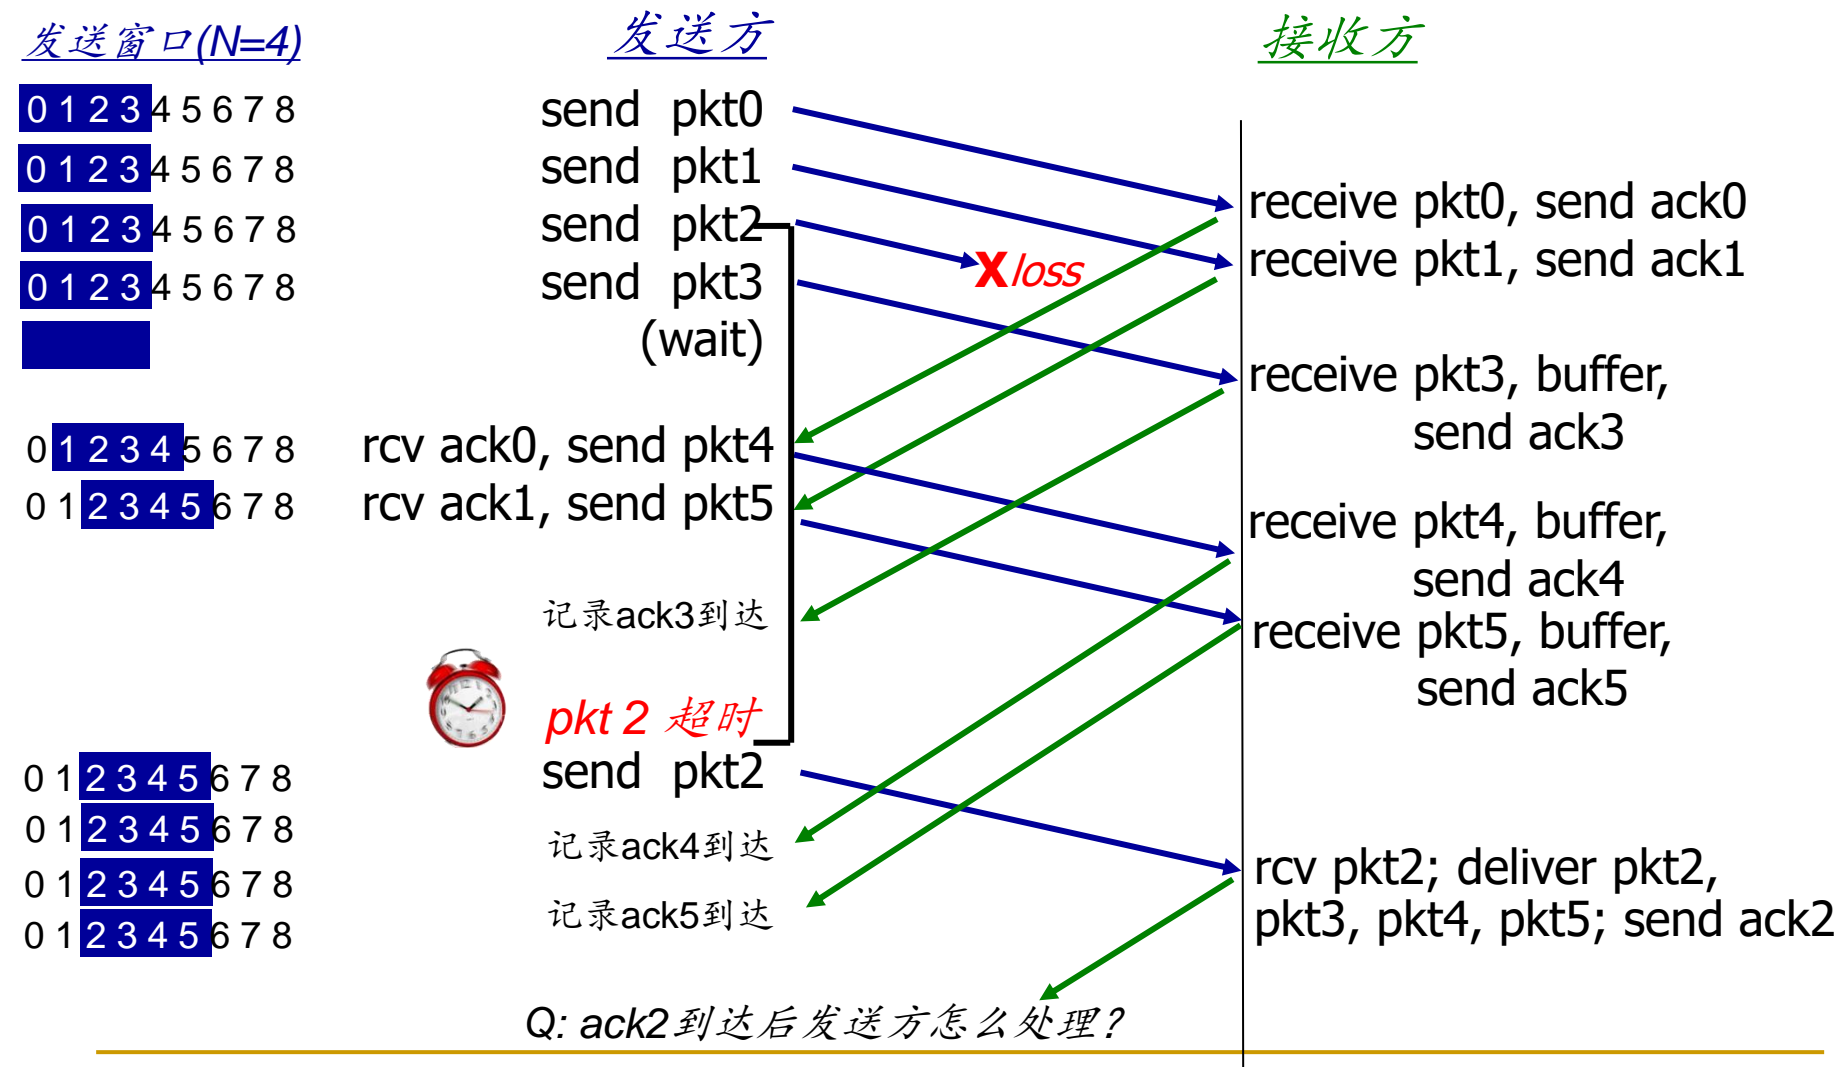 发送窗口(N=4)
发送方
接收方
0 1 2 3 4 5 6 7 8
send pkt0
0 1 2 3 4 5 6 7 8
send pkt1
receive pkt0, send ack0
0 1 2 3 4 5 6 7 8
send pkt2
X loss
receive pkt1, send ack1
0 1 2 3 4 5 6 7 8
send pkt3
(wait)
receive pkt3, buffer,
send ack3
0 1 2 3 4 5 6 7 8
rcv ack0, send pkt4
0 1 2 3 4 5 6 7 8
rcv ack1, send pkt5
receive pkt4, buffer,
send ack4
记录ack3到达
receive pkt5, buffer,
send ack5
pkt 2 超时
0 1 2 3 4 5 6 7 8
send pkt2
0 1 2 3 4 5 6 7 8
记录ack4到达
0 1 2 3 4 5 6 7 8
rcv pkt2; deliver pkt2,
pkt3, pkt4, pkt5; send ack2
记录ack5到达
0 1 2 3 4 5 6 7 8
Q: ack2到达后发送方怎么处理?